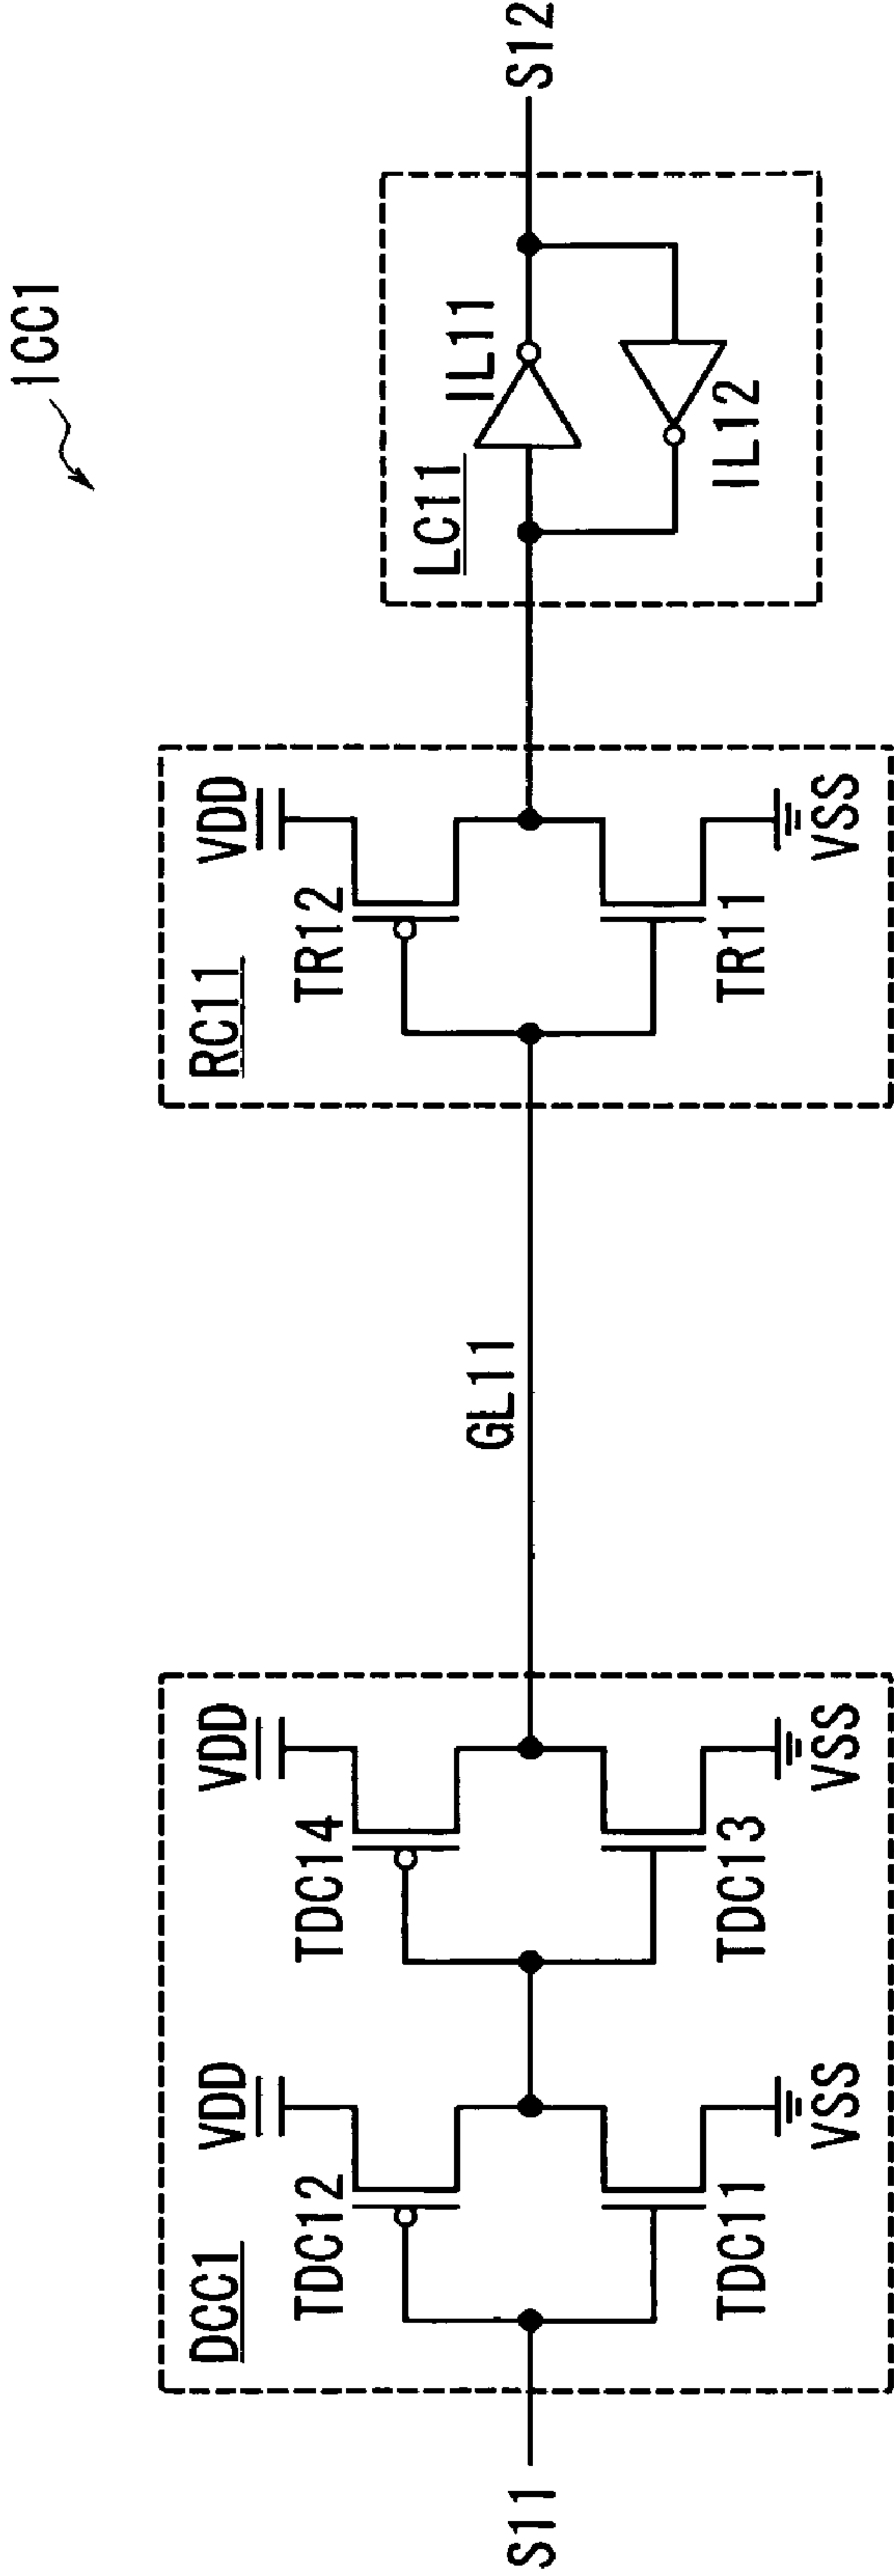 ICC1
S11
DCC1
TDC12
VDD
TDC11
VSS
TDC14
VDD
TDC13
VSS
GL11
RC11
TR12
VDD
TR11
VSS
LC11
IL11
IL12
S12